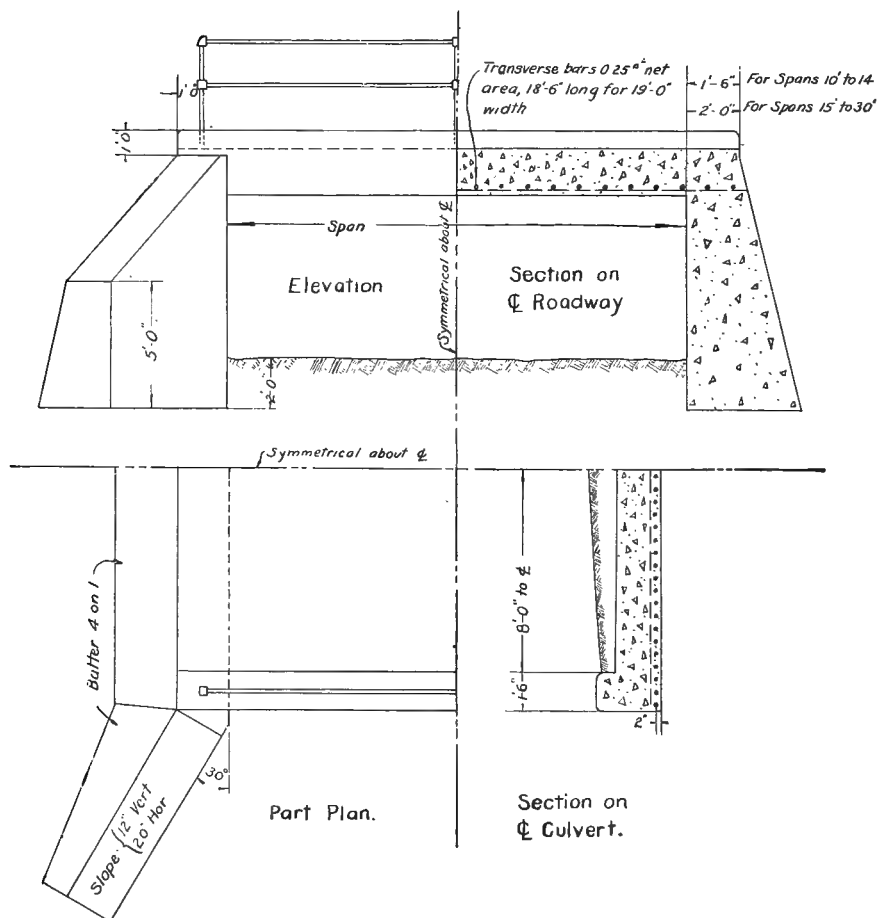 Transverse bars 0.25"² net
area, 18'-6" long for 19'-0"
width
1'-6" For Spans 10' to 14'
2'-0" For Spans 15' to 30'
1'0"
1'0"
Span
Symmetrical about ℄
Elevation
Section on
℄ Roadway
5'-0"
2'-0"
Symmetrical about ℄
Batter 4 on 1
8'-0" to ℄
1'-6"
2"
30°
Slope { 12" Vert
20" Hor
Part Plan.
Section on
℄ Culvert.